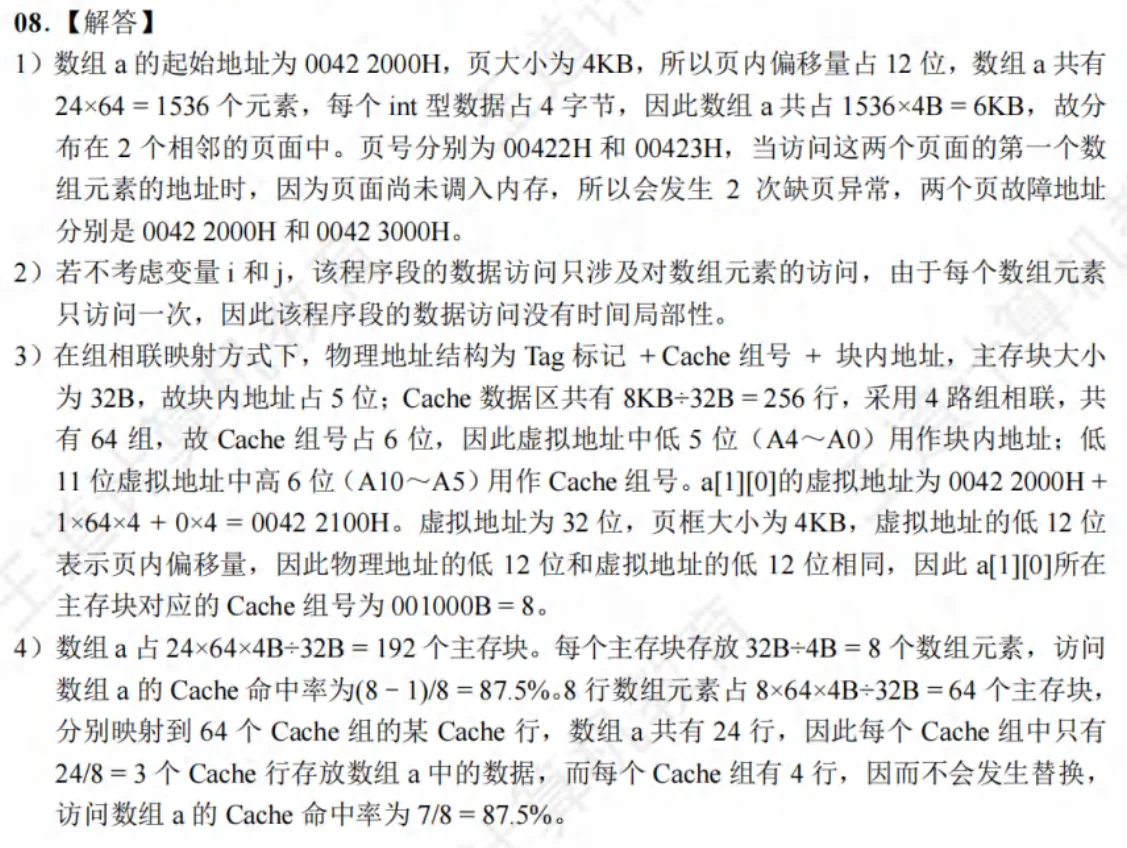 08.【解答】
1）数组 a 的起始地址为 0042 2000H，页大小为 4KB，所以页内偏移量占 12 位，数组 a 共有
24×64 = 1536 个元素，每个 int 型数据占 4 字节，因此数组 a 共占 1536×4B = 6KB，故分
布在 2 个相邻的页面中。页号分别为 00422H 和 00423H，当访问这两个页面的第一个数
组元素的地址时，因为页面尚未调入内存，所以会发生 2 次缺页异常，两个页故障地址
分别是 0042 2000H 和 0042 3000H。
2）若不考虑变量 i 和 j，该程序段的数据访问只涉及对数组元素的访问，由于每个数组元素
只访问一次，因此该程序段的数据访问没有时间局部性。
3）在组相联映射方式下，物理地址结构为 Tag 标记 + Cache 组号 + 块内地址，主存块大小
为 32B，故块内地址占 5 位；Cache 数据区共有 8KB÷32B = 256 行，采用 4 路组相联，共
有 64 组，故 Cache 组号占 6 位，因此虚拟地址中低 5 位（A4～A0）用作块内地址；低
11 位虚拟地址中高 6 位（A10～A5）用作 Cache 组号。a[1][0]的虚拟地址为 0042 2000H +
1×64×4 + 0×4 = 0042 2100H。虚拟地址为 32 位，页框大小为 4KB，虚拟地址的低 12 位
表示页内偏移量，因此物理地址的低 12 位和虚拟地址的低 12 位相同，因此 a[1][0]所在
主存块对应的 Cache 组号为 001000B = 8。
4）数组 a 占 24×64×4B÷32B = 192 个主存块。每个主存块存放 32B÷4B = 8 个数组元素，访问
数组 a 的 Cache 命中率为(8 − 1)/8 = 87.5%。8 行数组元素占 8×64×4B÷32B = 64 个主存块，
分别映射到 64 个 Cache 组的某 Cache 行，数组 a 共有 24 行，因此每个 Cache 组中只有
24/8 = 3 个 Cache 行存放数组 a 中的数据，而每个 Cache 组有 4 行，因而不会发生替换，
访问数组 a 的 Cache 命中率为 7/8 = 87.5%。